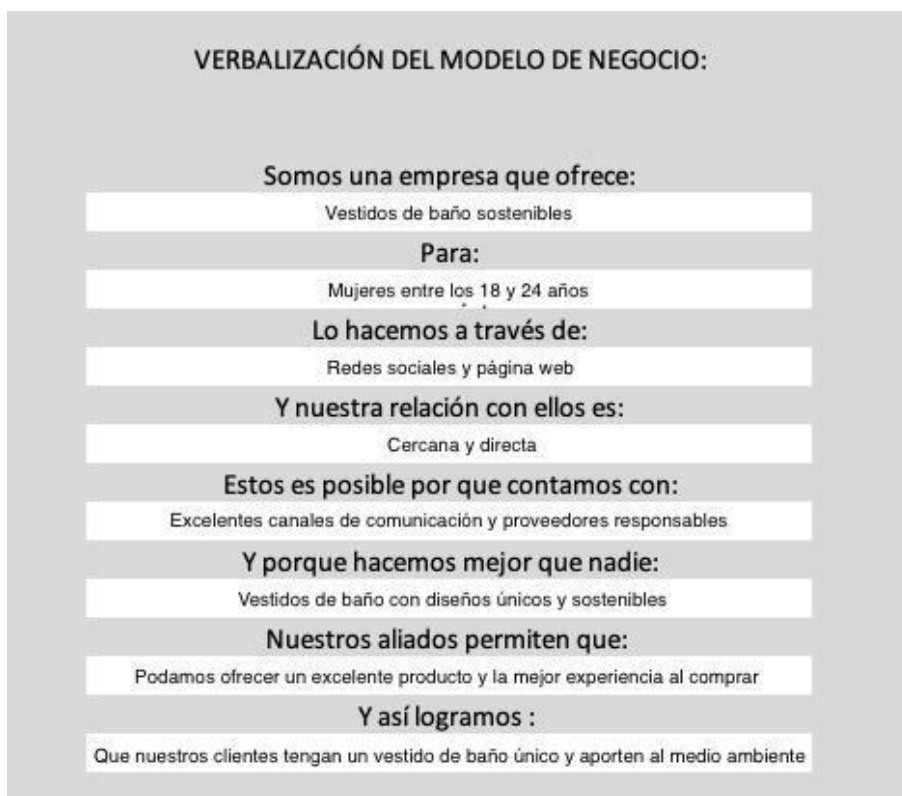 VERBALIZACIÓN DEL MODELO DE NEGOCIO:
Somos una empresa que ofrece:
Vestidos de baño sostenibles
Para:
Mujeres entre los 18 y 24 años
Lo hacemos a través de:
Redes sociales y página web
Y nuestra relación con ellos es:
Cercana y directa
Estos es posible por que contamos con:
Excelentes canales de comunicación y proveedores responsables
Y porque hacemos mejor que nadie:
Vestidos de baño con diseños únicos y sostenibles
Nuestros aliados permiten que:
Podamos ofrecer un excelente producto y la mejor experiencia al comprar
Y así logramos :
Que nuestros clientes tengan un vestido de baño único y aporten al medio ambiente